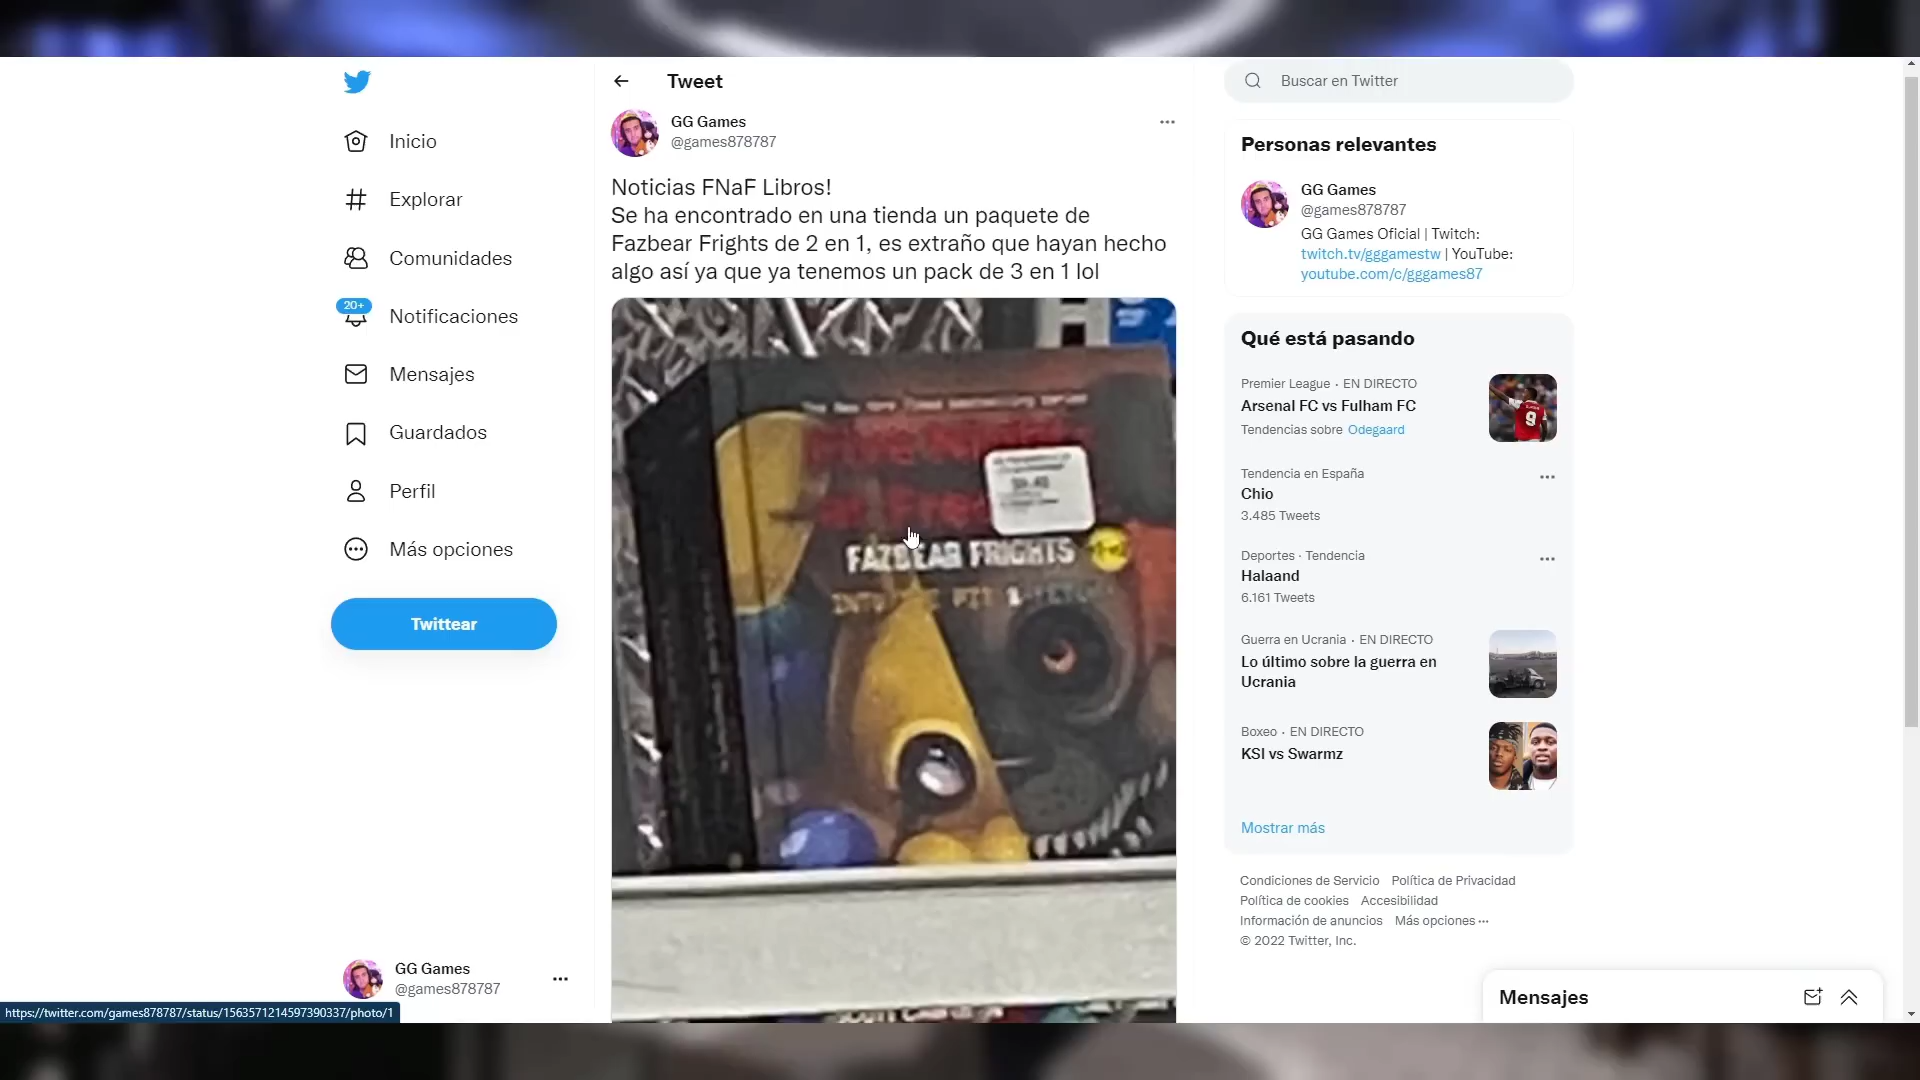 Tweet
Buscar en Twitter
GG Games
@games878787
Inicio
Explorar
Comunidades
20+
Notificaciones
Mensajes
Guardados
Perfil
Más opciones
Twittear
Noticias FNaF Libros!
Se ha encontrado en una tienda un paquete de
Fazbear Frights de 2 en 1, es extraño que hayan hecho
algo así ya que ya tenemos un pack de 3 en 1 lol
FAZBEAR FRIGHTS
Personas relevantes
GG Games
@games878787
GG Games Oficial | Twitch:
twitch.tv/gggamestw | YouTube:
youtube.com/c/gggames87
Qué está pasando
Premier League · EN DIRECTO
Arsenal FC vs Fulham FC
Tendencias sobre Odegaard
9
Tendencia en España
Chio
3.485 Tweets
Deportes · Tendencia
Halaand
6.161 Tweets
Guerra en Ucrania · EN DIRECTO
Lo último sobre la guerra en
Ucrania
Boxeo · EN DIRECTO
KSI vs Swarmz
Mostrar más
Condiciones de Servicio Política de Privacidad
Política de cookies Accesibilidad
Información de anuncios Más opciones ···
© 2022 Twitter, Inc.
GG Games
@games878787
Mensajes
https://twitter.com/games878787/status/1563571214597390337/photo/1